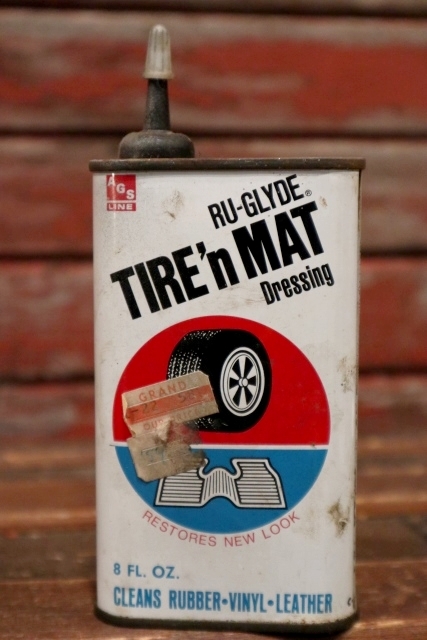 AGS
LINE
RU-GLYDE®
TIRE'n MAT
Dressing
GRAND
RESTORES NEW LOOK
8 FL. OZ.
CLEANS RUBBER•VINYL•LEATHER